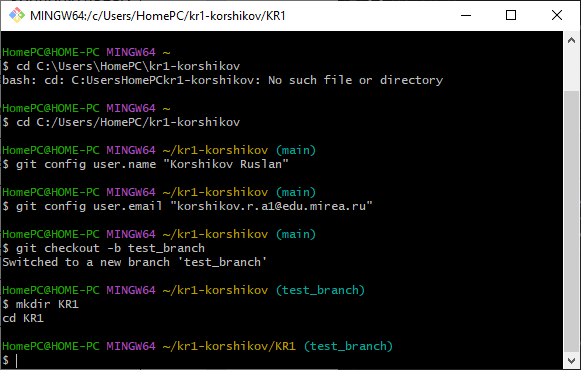 MINGW64:/c/Users/HomePC/kr1-korshikov/KR1
HomePC@HOME-PC MINGW64 ~
$ cd C:\Users\HomePC\kr1-korshikov
bash: cd: C:UsersHomePCkr1-korshikov: No such file or directory
HomePC@HOME-PC MINGW64 ~
$ cd C:/Users/HomePC/kr1-korshikov
HomePC@HOME-PC MINGW64 ~/kr1-korshikov (main)
$ git config user.name "Korshikov Ruslan"
HomePC@HOME-PC MINGW64 ~/kr1-korshikov (main)
$ git config user.email "korshikov.r.a1@edu.mirea.ru"
HomePC@HOME-PC MINGW64 ~/kr1-korshikov (main)
$ git checkout -b test_branch
Switched to a new branch 'test_branch'
HomePC@HOME-PC MINGW64 ~/kr1-korshikov (test_branch)
$ mkdir KR1
cd KR1
HomePC@HOME-PC MINGW64 ~/kr1-korshikov/KR1 (test_branch)
$